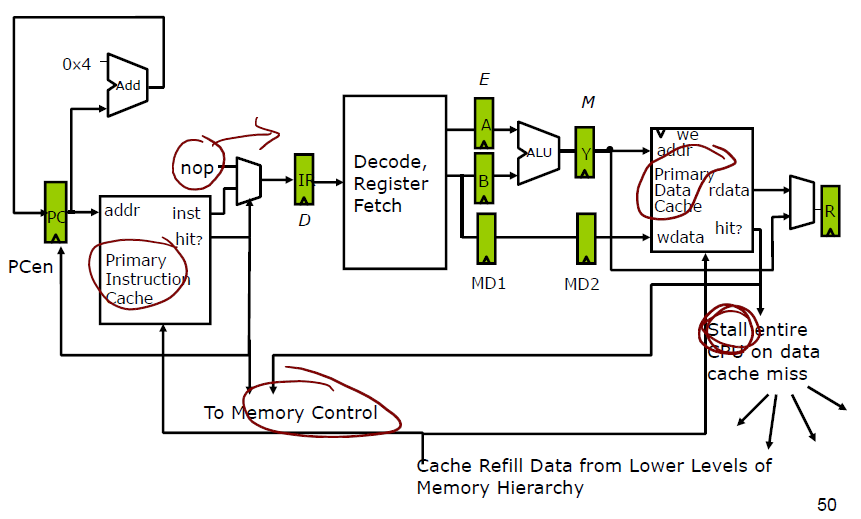 0x4
Add
nop
PC
PCen
addr
inst
hit?
Primary
Instruction
Cache
IR
D
Decode,
Register
Fetch
E
A
B
MD1
ALU
M
Y
MD2
we
addr
Primary
Data
Cache
rdata
hit?
wdata
R
Stall entire
CPU on data
cache miss
To Memory Control
Cache Refill Data from Lower Levels of
Memory Hierarchy
50